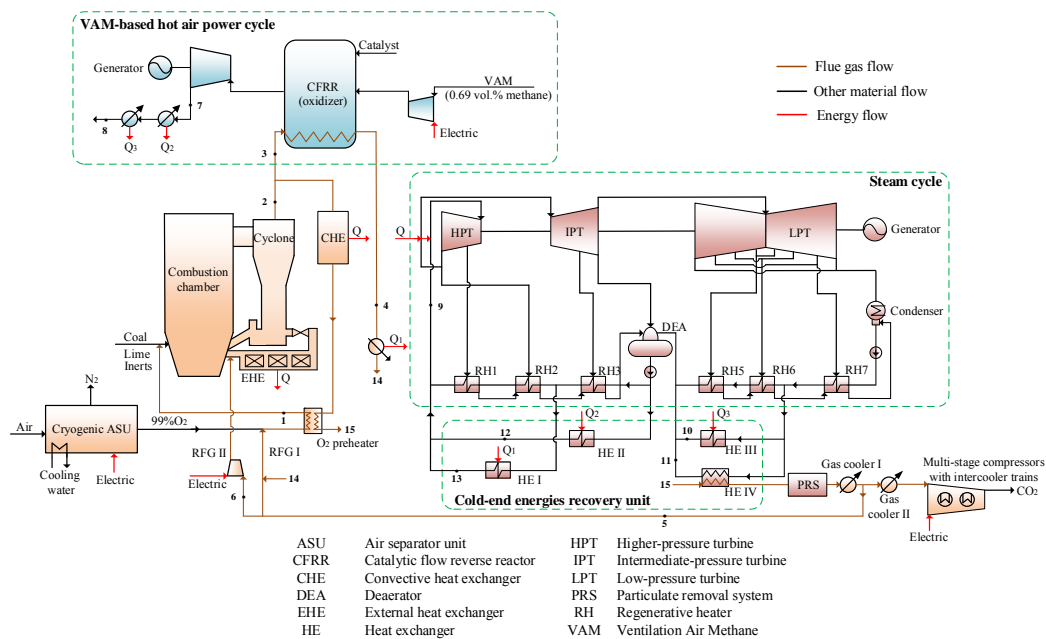 VAM-based hot air power cycle
Catalyst
Generator
CFRR
(oxidizer)
VAM
(0.69 vol.% methane)
Electric
7
8
Q3
Q2
3
2
Flue gas flow
Other material flow
Energy flow
Steam cycle
Q
HPT
IPT
LPT
Generator
Cyclone
CHE
Q
Combustion
chamber
4
9
Condenser
DEA
Coal
Lime
Inerts
Q1
14
RH1
RH2
RH3
RH5
RH6
RH7
EHE
Q
N2
Air
Cryogenic ASU
99%O2
1
15
O2 preheater
Cooling
water
Electric
RFG II
RFG I
Electric
14
6
12
Q2
HE II
10
Q3
HE III
13
Q1
HE I
11
15
HE IV
Cold-end energies recovery unit
PRS
Gas cooler I
Gas
cooler II
Multi-stage compressors
with intercooler trains
CO2
Electric
5
ASU Air separator unit
CFRR Catalytic flow reverse reactor
CHE Convective heat exchanger
DEA Deaerator
EHE External heat exchanger
HE Heat exchanger
HPT Higher-pressure turbine
IPT Intermediate-pressure turbine
LPT Low-pressure turbine
PRS Particulate removal system
RH Regenerative heater
VAM Ventilation Air Methane